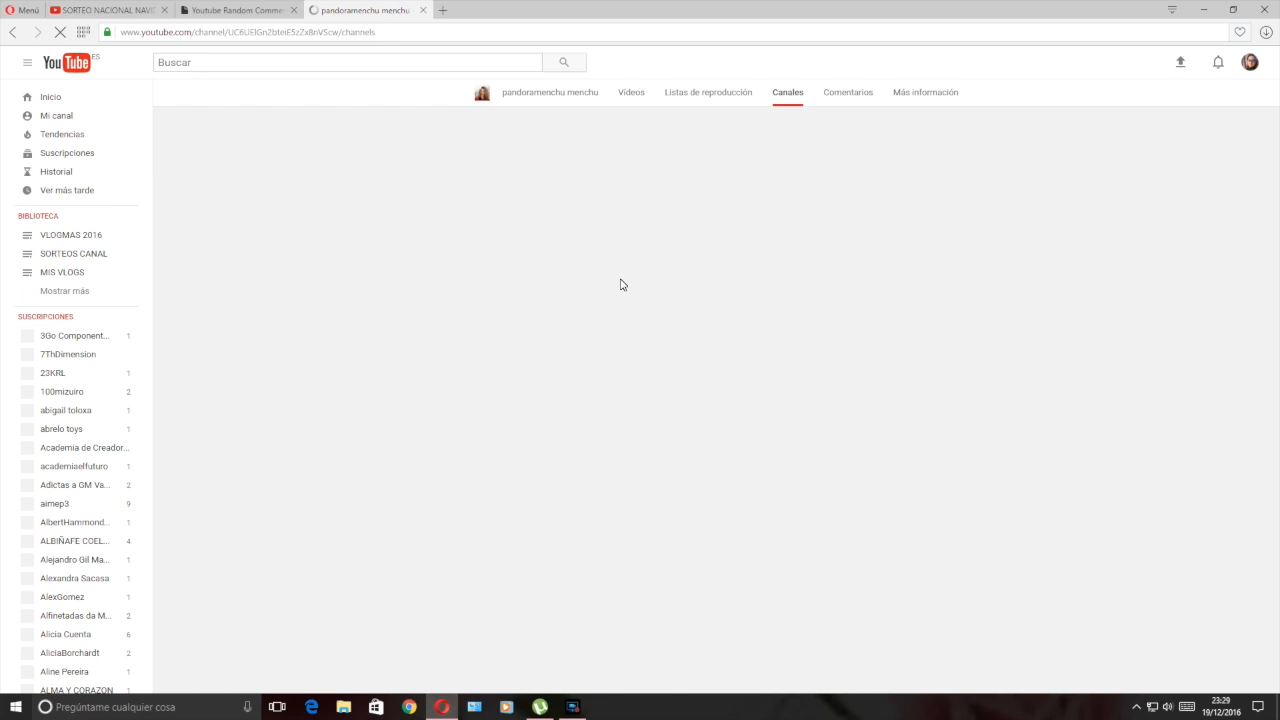 Menú
SORTEO NACIONAL NAVI
Youtube Random Comme
pandoramenchu menchu
www.youtube.com/channel/UC6UElGn2bteiE5zZx8nVScw/channels
YouTube ES
Buscar
pandoramenchu menchu
Vídeos
Listas de reproducción
Canales
Comentarios
Más información
Inicio
Mi canal
Tendencias
Suscripciones
Historial
Ver más tarde
BIBLIOTECA
VLOGMAS 2016
SORTEOS CANAL
MIS VLOGS
Mostrar más
SUSCRIPCIONES
3Go Component... 1
7ThDimension
23KRL 1
100mizuiro 2
abigail toloxa 1
abrelo toys 1
Academia de Creador...
academiaelfuturo 1
Adictas a GM Va... 2
aimep3 9
AlbertHammond... 1
ALBIÑAFE COEL... 4
Alejandro Gil Ma... 1
Alexandra Sacasa 1
AlexGomez 1
Alfinetadas da M... 2
Alicia Cuenta 6
AliciaBorchardt 2
Aline Pereira 1
ALMA Y CORAZON 1
Pregúntame cualquier cosa
23:29
19/12/2016